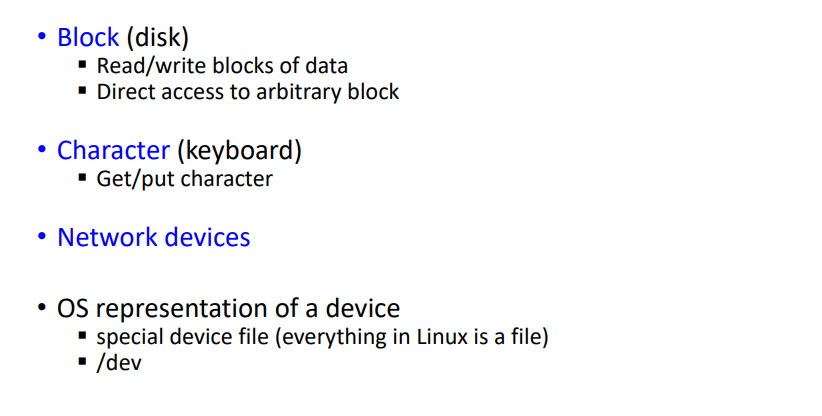 • Block (disk)
▪ Read/write blocks of data
▪ Direct access to arbitrary block
• Character (keyboard)
▪ Get/put character
• Network devices
• OS representation of a device
▪ special device file (everything in Linux is a file)
▪ /dev